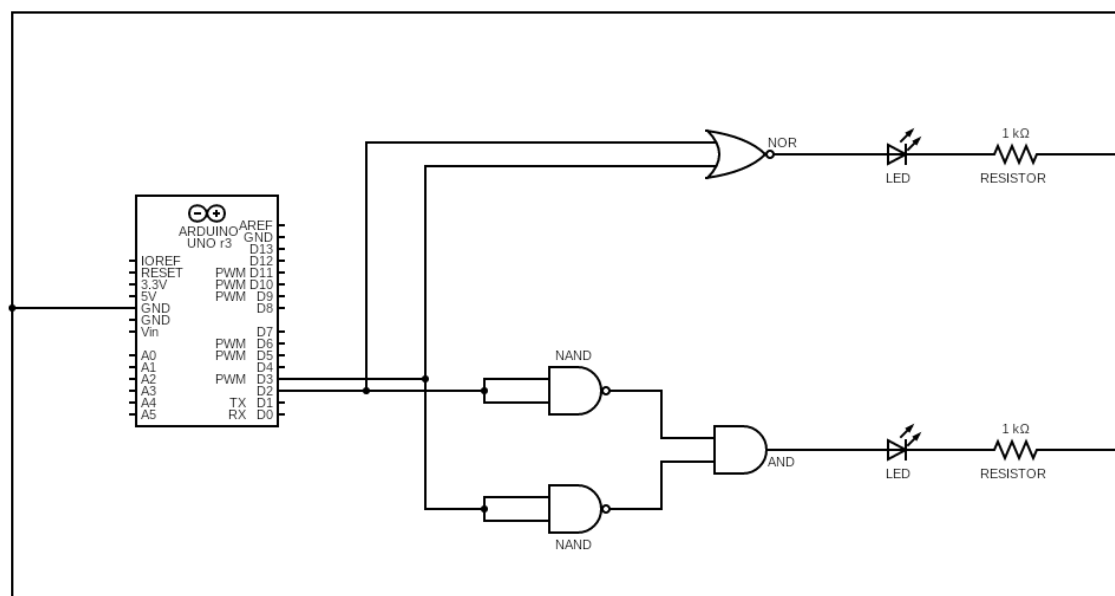 NOR
1 kΩ
LED
RESISTOR
ARDUINO
UNO r3
AREF
GND
D13
D12
IOREF
RESET
PWM D11
3.3V
PWM D10
5V
PWM D9
GND
D8
GND
Vin
D7
PWM D6
A0
PWM D5
A1
D4
A2
PWM D3
A3
D2
A4
TX D1
A5
RX D0
NAND
1 kΩ
AND
LED
RESISTOR
NAND